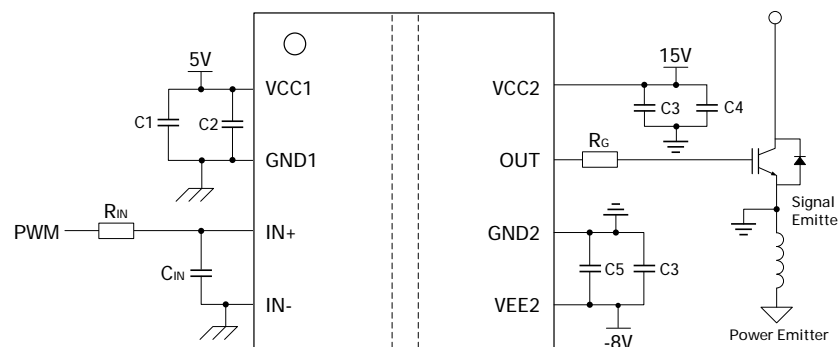 5V
VCC1
C1
C2
GND1
PWM
RIN
IN+
CIN
IN-
15V
VCC2
C3
C4
RG
OUT
GND2
C5
C3
VEE2
-8V
Signal
Emitte
Power Emitter